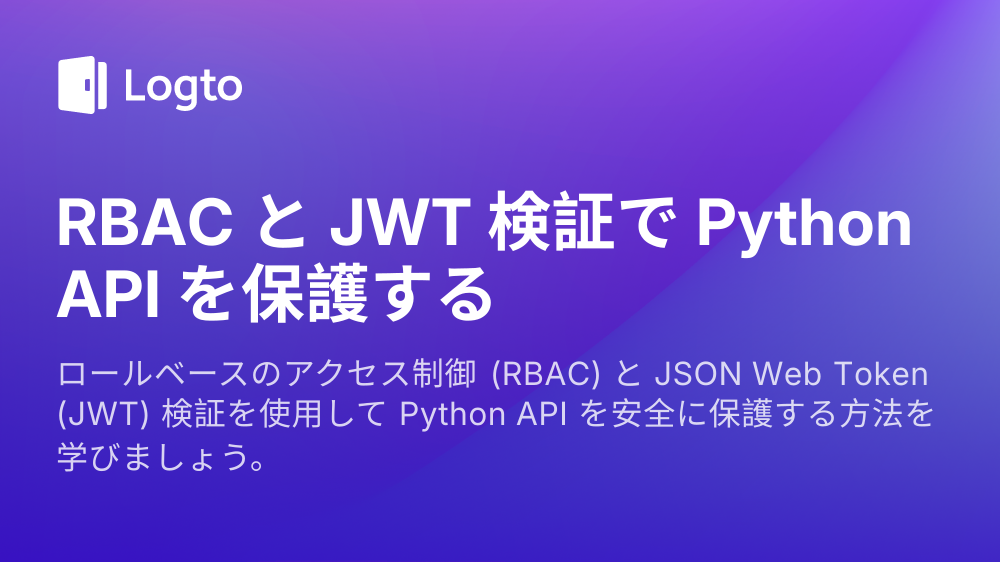 Logto
RBAC と JWT 検証で Python
API を保護する
ロールベースのアクセス制御 (RBAC) と JSON Web Token
(JWT) 検証を使用して Python API を安全に保護する方法を
学びましょう。